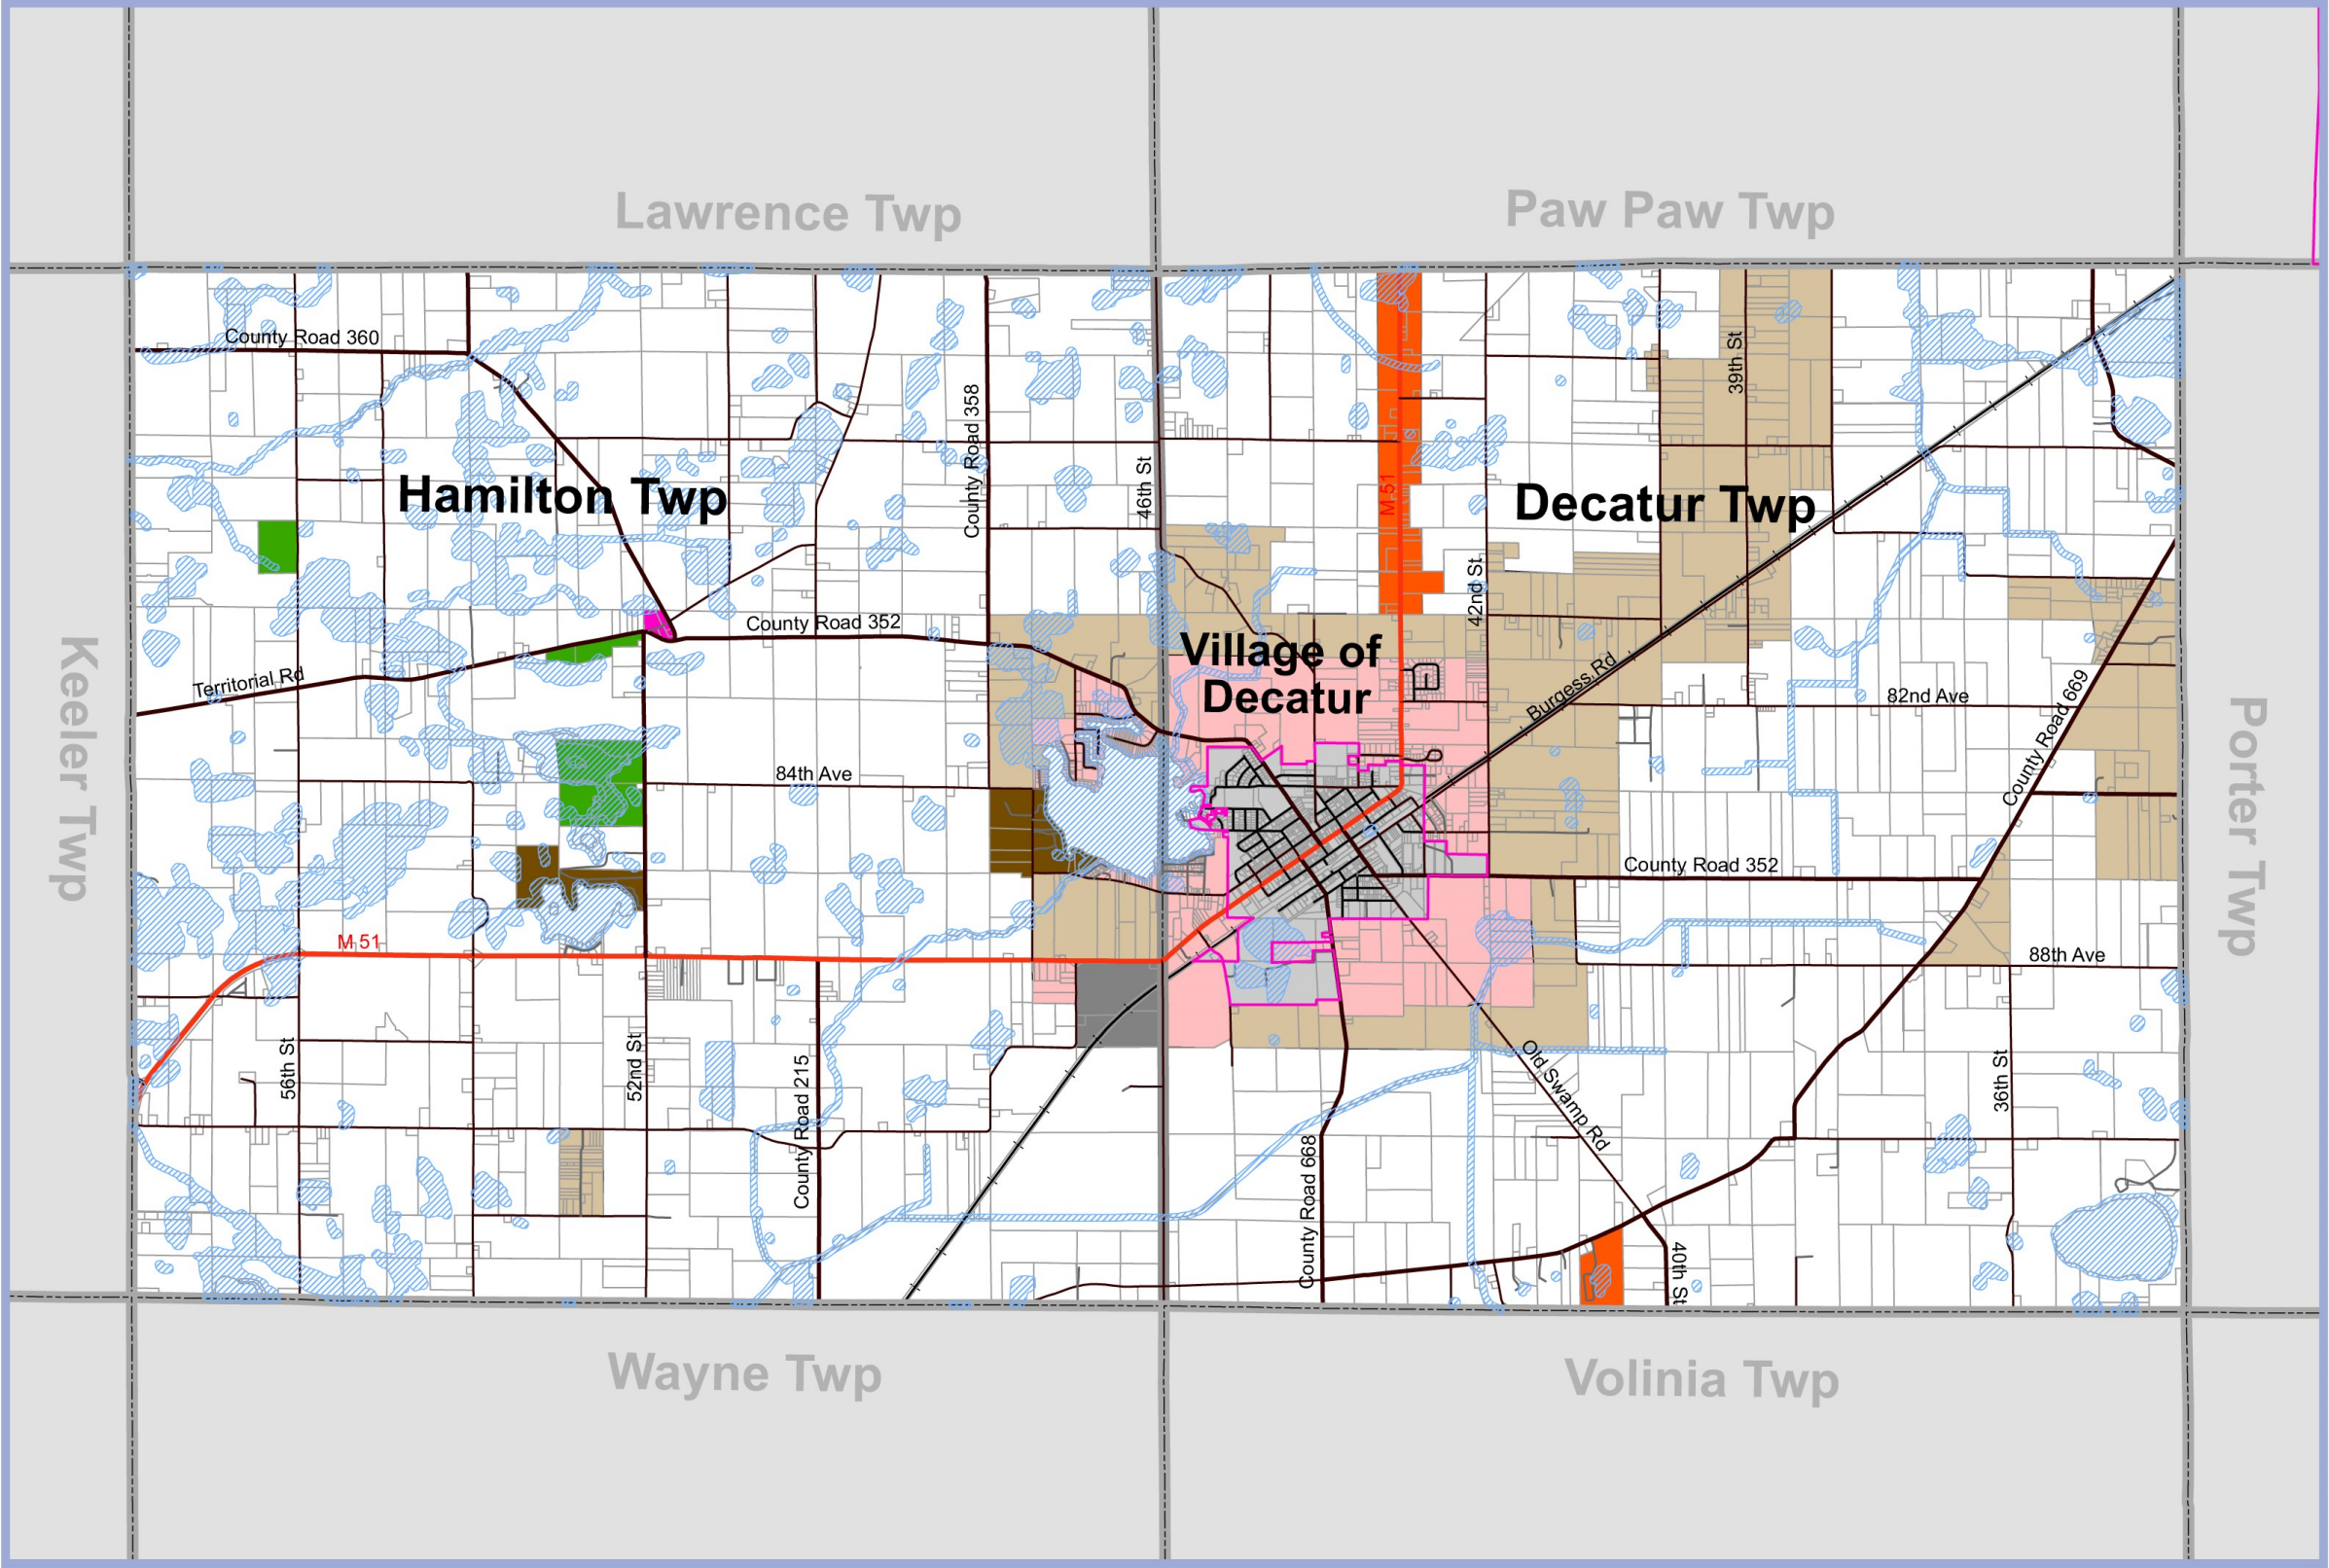 Lawrence Twp
Paw Paw Twp
County Road 360
County Road 358
39th St
46th St
M 51
Hamilton Twp
Decatur Twp
42nd St
County Road 352
Village of
Decatur
Keeler Twp
Territorial Rd
Burgess Rd
82nd Ave
County Road 669
Porter Twp
84th Ave
County Road 352
M 51
88th Ave
56th St
52nd St
County Road 215
Old Swamp Rd
36th St
County Road 668
40th St
Wayne Twp
Volinia Twp